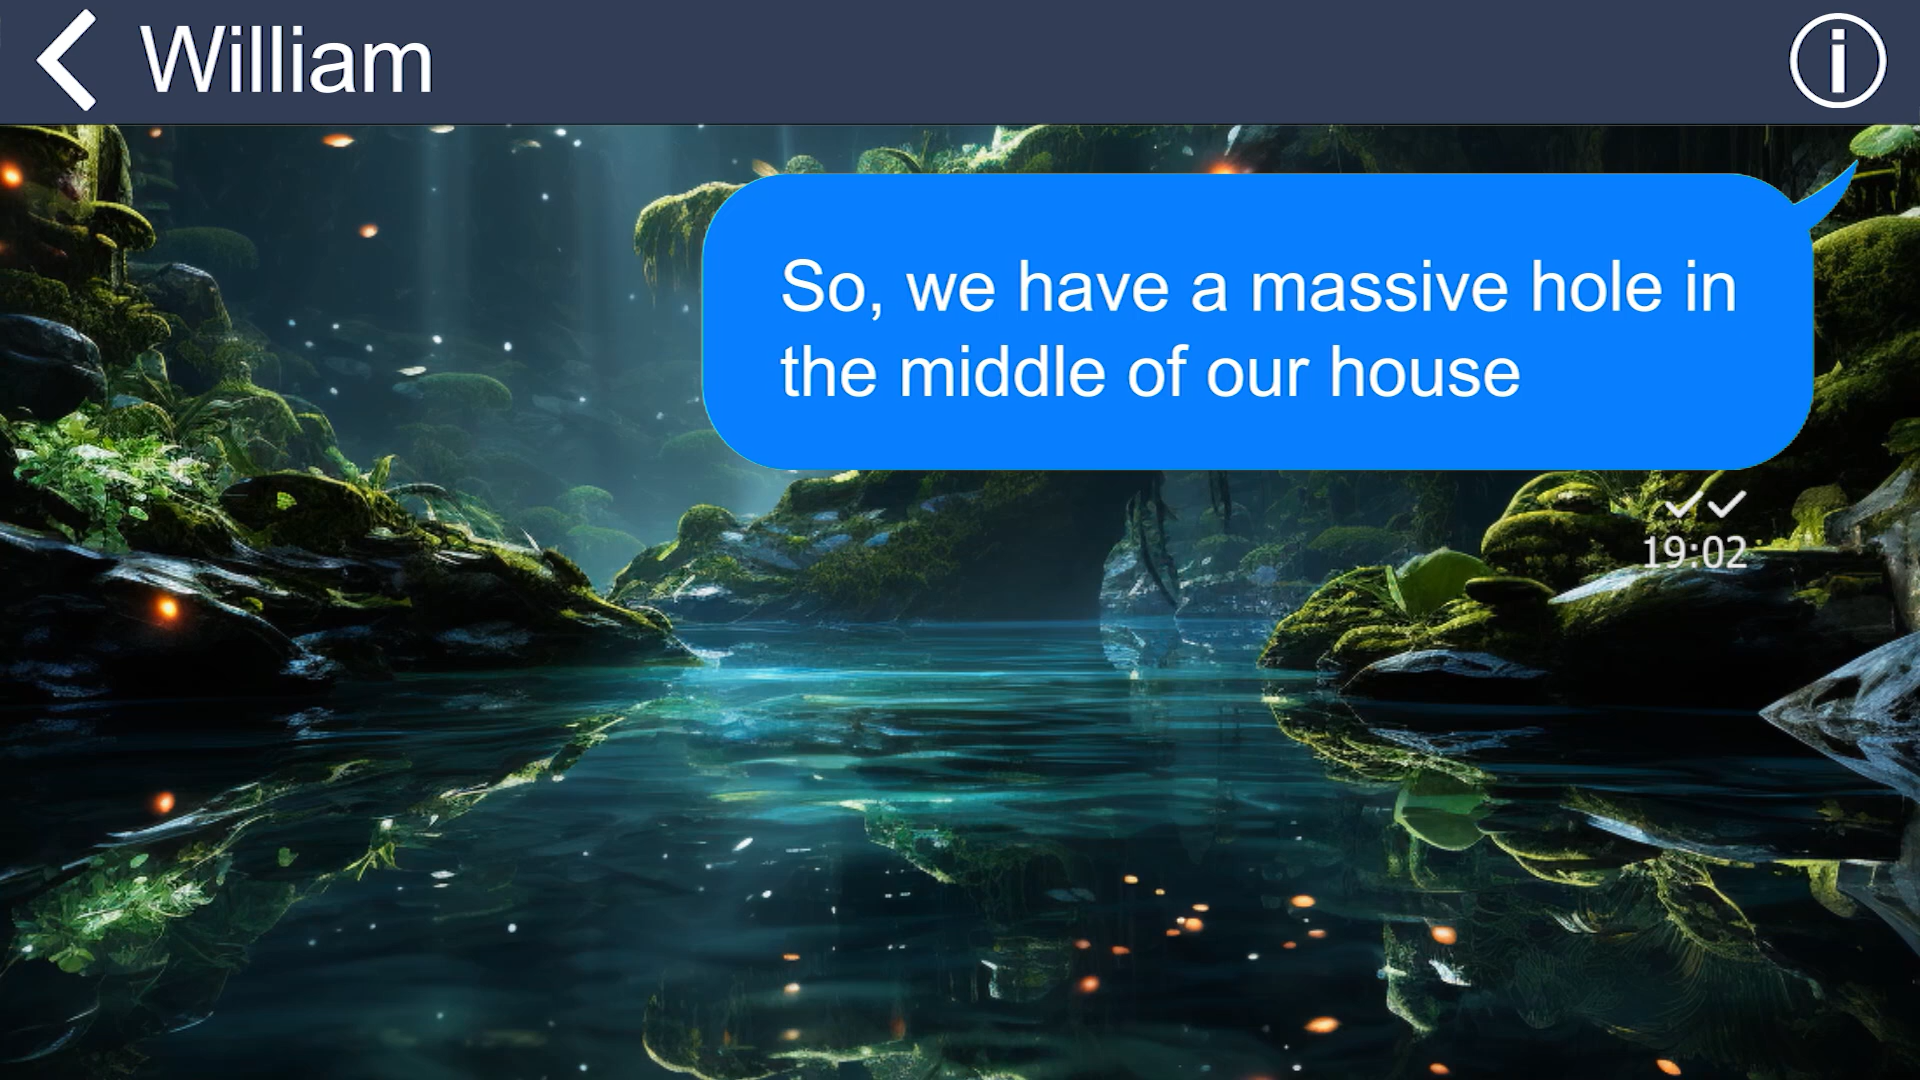 William
So, we have a massive hole in
the middle of our house
19:02